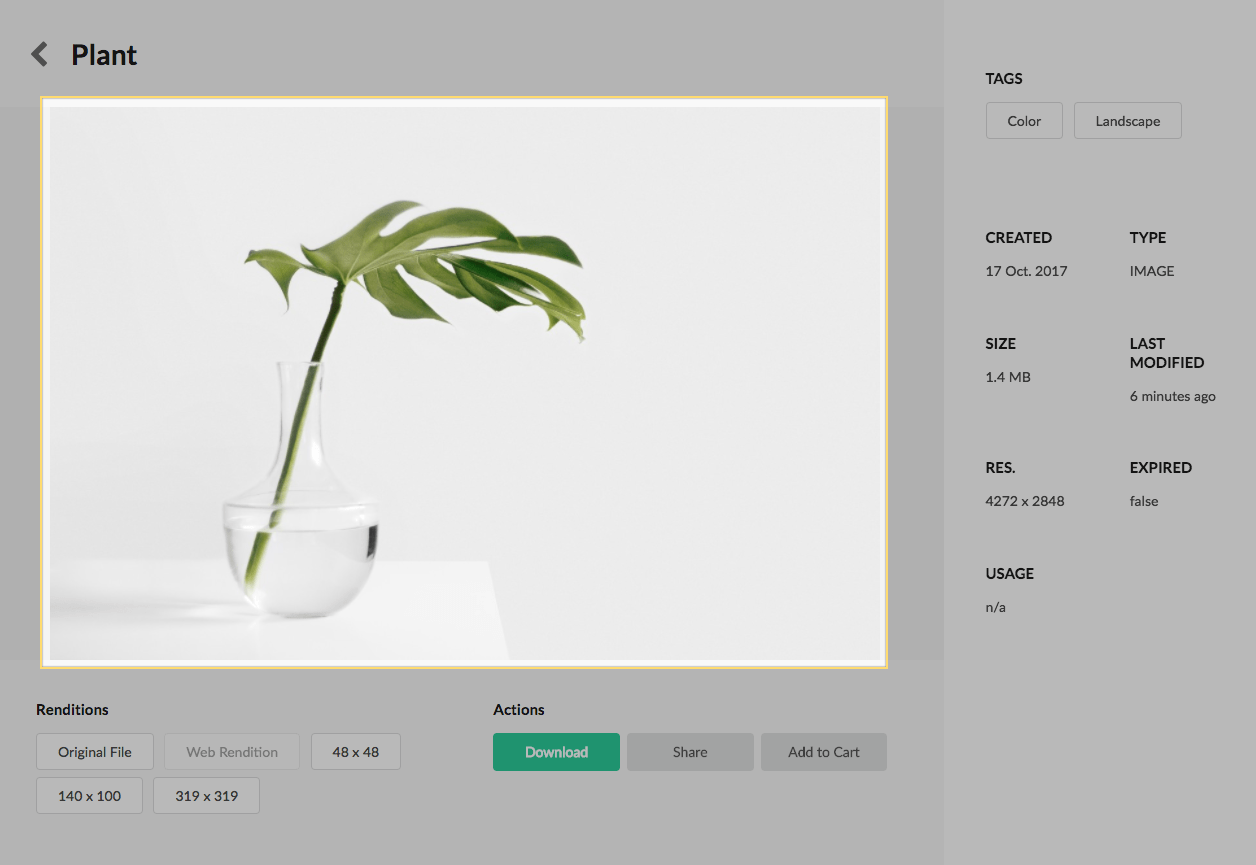 Plant
TAGS
Color
Landscape
CREATED
17 Oct. 2017
TYPE
IMAGE
SIZE
1.4 MB
LAST
MODIFIED
6 minutes ago
RES.
4272 x 2848
EXPIRED
false
USAGE
n/a
Renditions
Original File
Web Rendition
48 x 48
140 x 100
319 x 319
Actions
Download
Share
Add to Cart